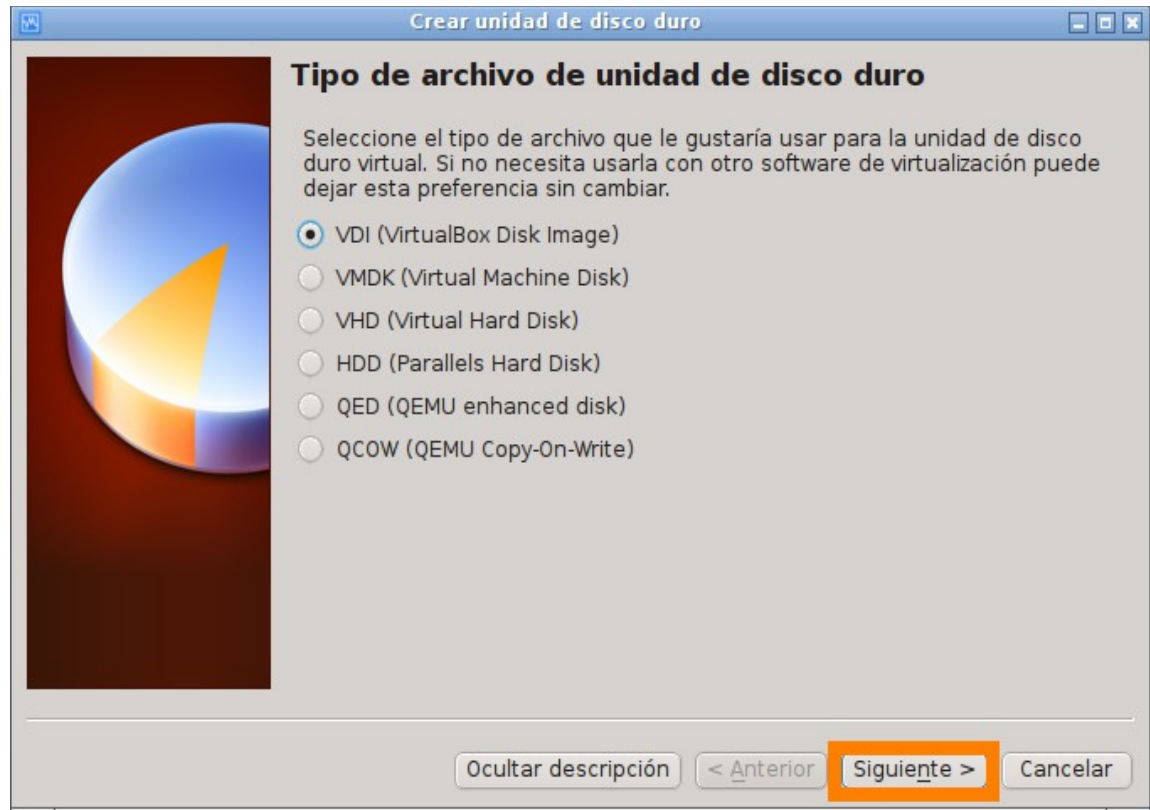 Crear unidad de disco duro
Tipo de archivo de unidad de disco duro
Seleccione el tipo de archivo que le gustaría usar para la unidad de disco
duro virtual. Si no necesita usarla con otro software de virtualización puede
dejar esta preferencia sin cambiar.
VDI (VirtualBox Disk Image)
VMDK (Virtual Machine Disk)
VHD (Virtual Hard Disk)
HDD (Parallels Hard Disk)
QED (QEMU enhanced disk)
QCOW (QEMU Copy-On-Write)
Ocultar descripción < Anterior Siguiente > Cancelar